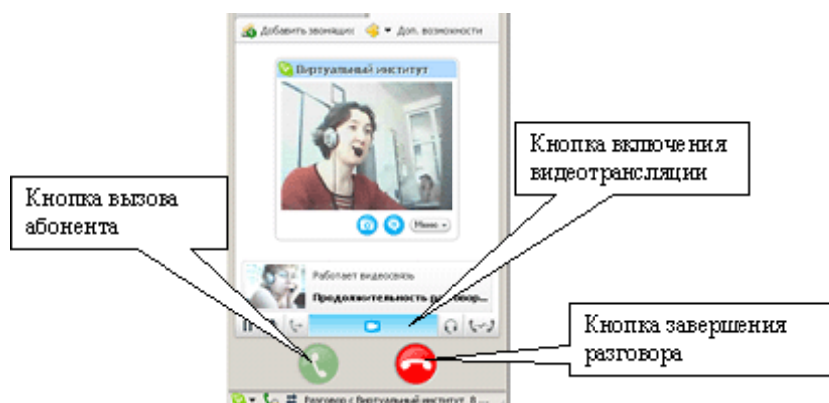 Добавить звонящих Доп. возможности
Виртуальный институт
Кнопка включения
видеотрансляции
Кнопка вызова
абонента
Меню
Работает видеосвязь
Продолжительность разговор...
Кнопка завершения
разговора
Разговор с Виртуальный институт, 8 ...